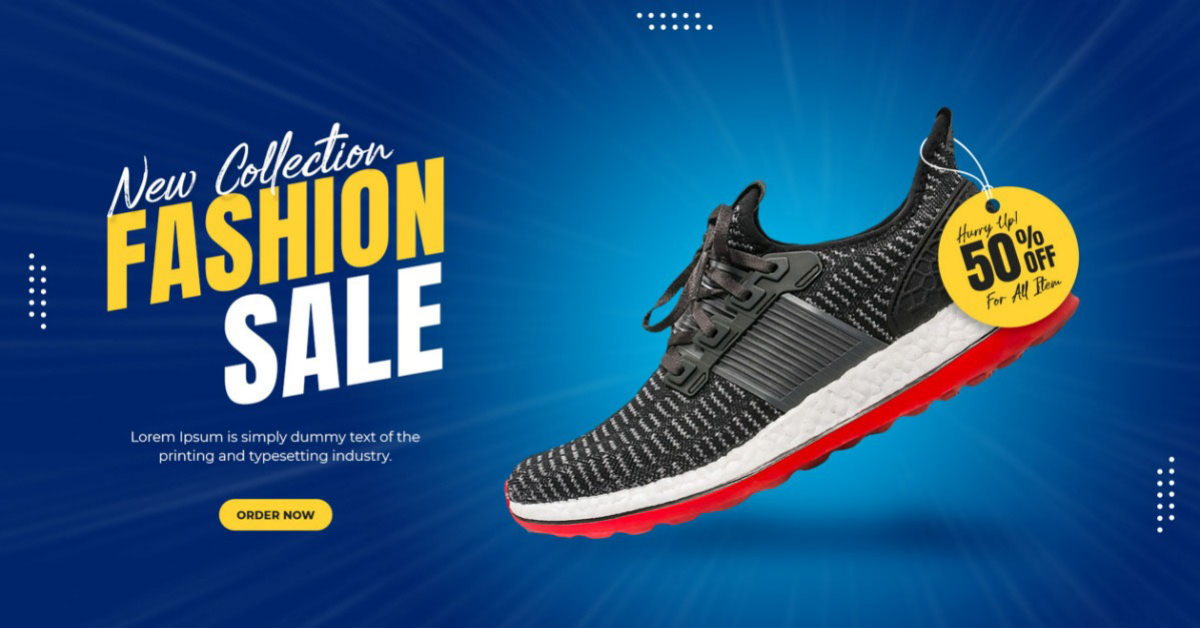 New Collection
FASHION
SALE
Lorem Ipsum is simply dummy text of the
printing and typesetting industry.
ORDER NOW
Hurry Up!
50% OFF
For All Item